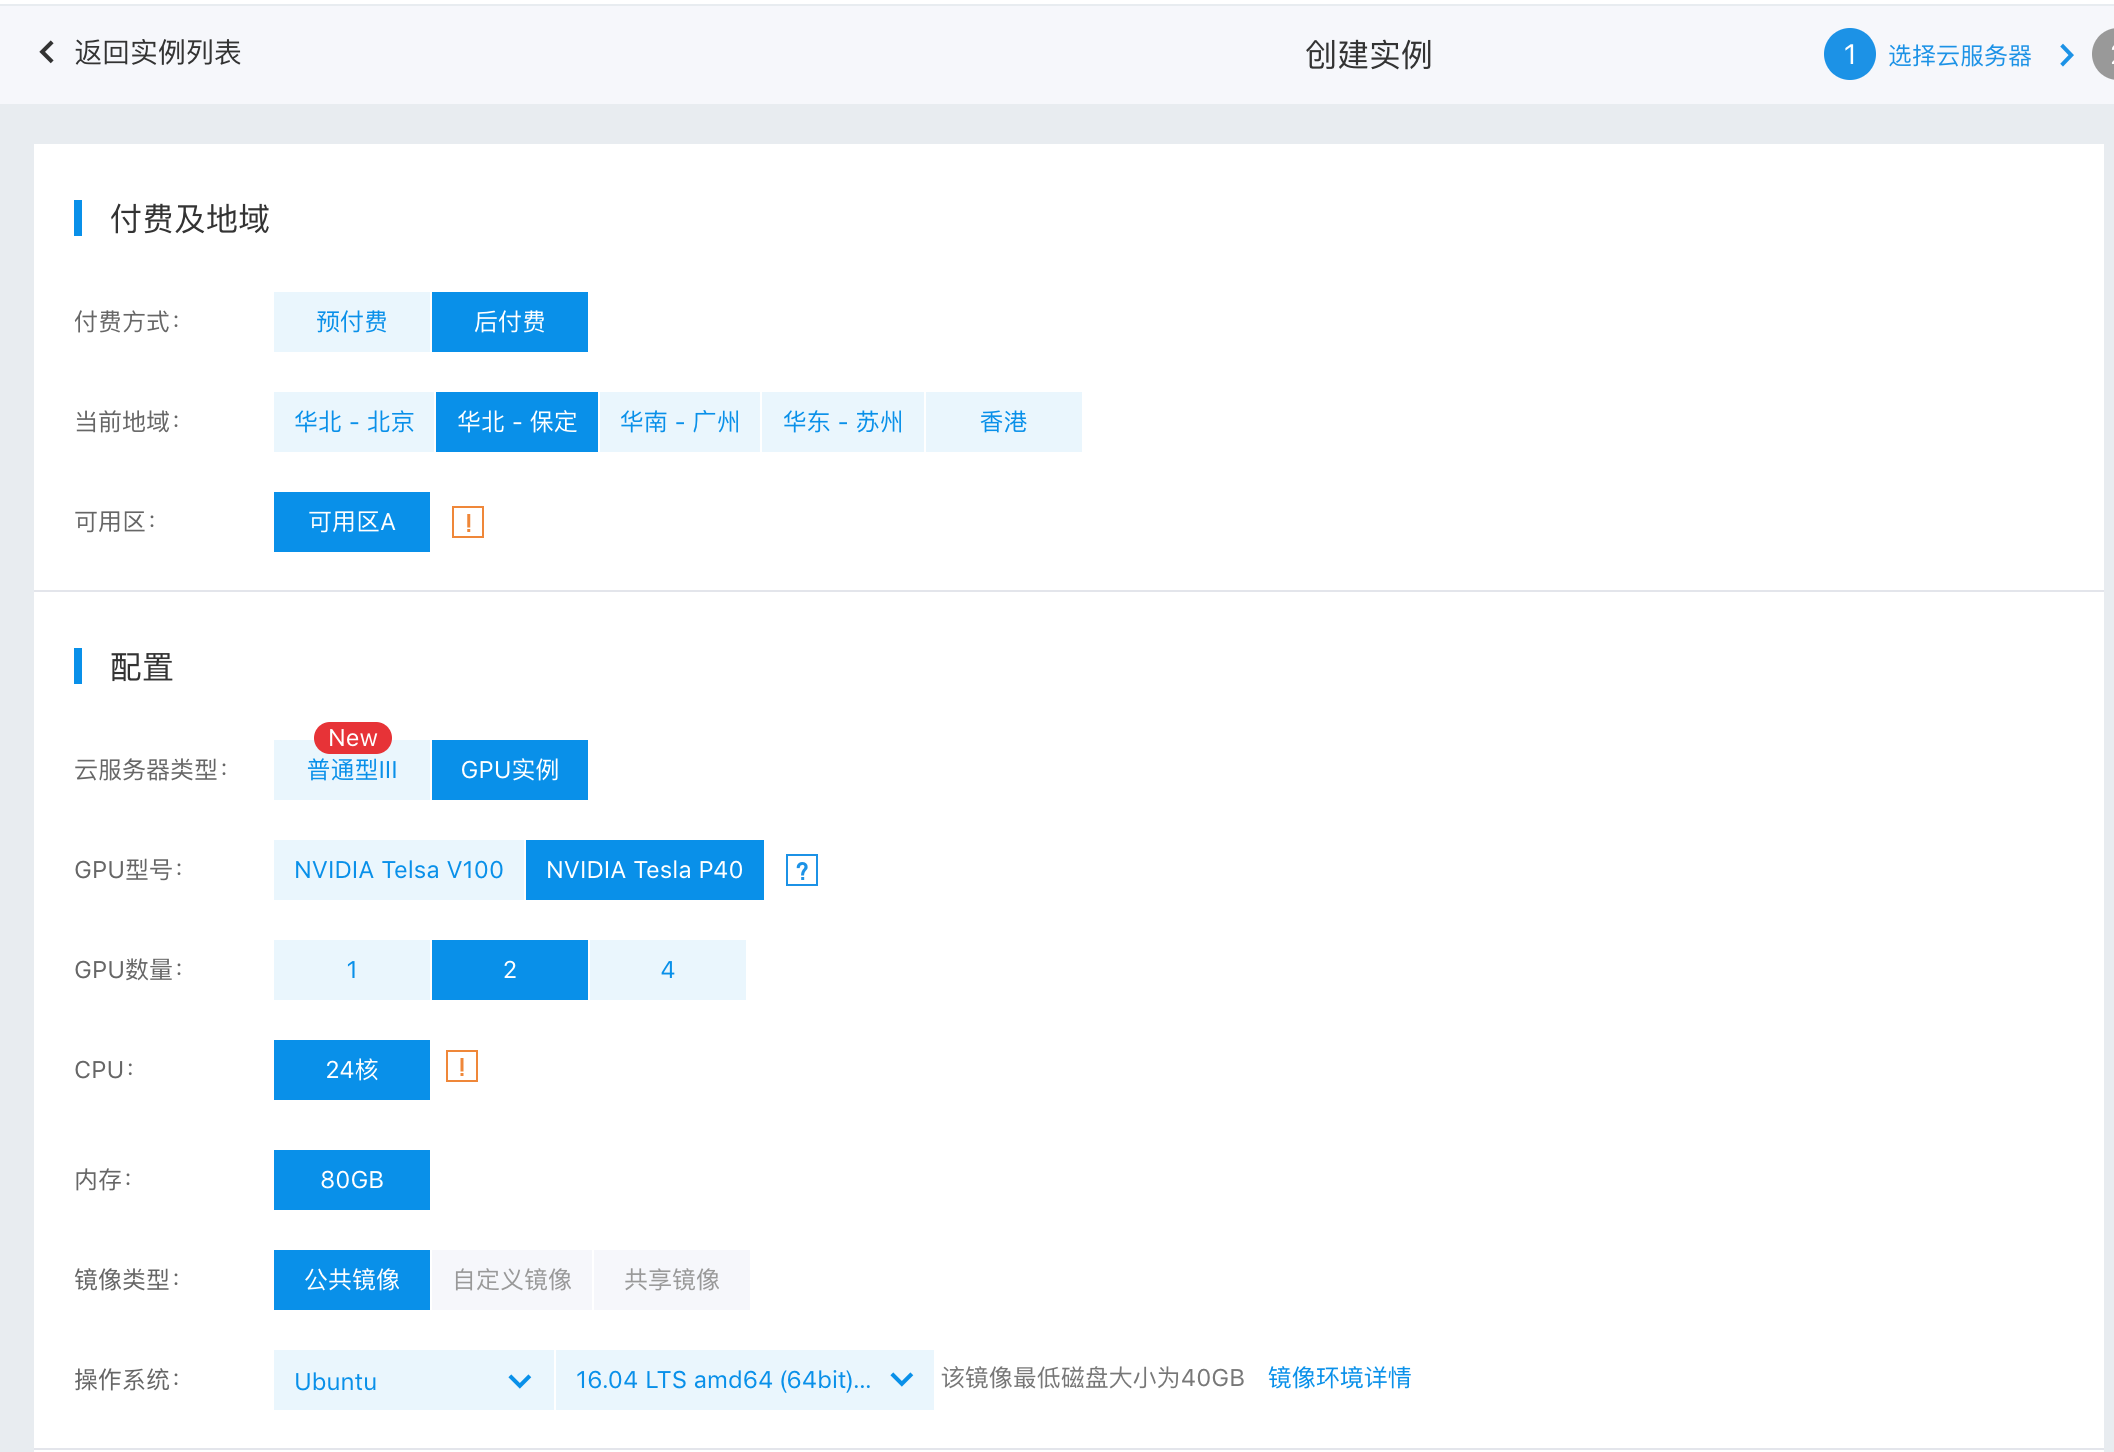 返回实例列表 创建实例 1 选择云服务器
付费及地域
付费方式： 预付费 后付费
当前地域： 华北 - 北京 华北 - 保定 华南 - 广州 华东 - 苏州 香港
可用区： 可用区A !
配置
New
云服务器类型： 普通型III GPU实例
GPU型号： NVIDIA Telsa V100 NVIDIA Tesla P40 ?
GPU数量： 1 2 4
CPU： 24核 !
内存： 80GB
镜像类型： 公共镜像 自定义镜像 共享镜像
操作系统： Ubuntu 16.04 LTS amd64 (64bit)... 该镜像最低磁盘大小为40GB 镜像环境详情